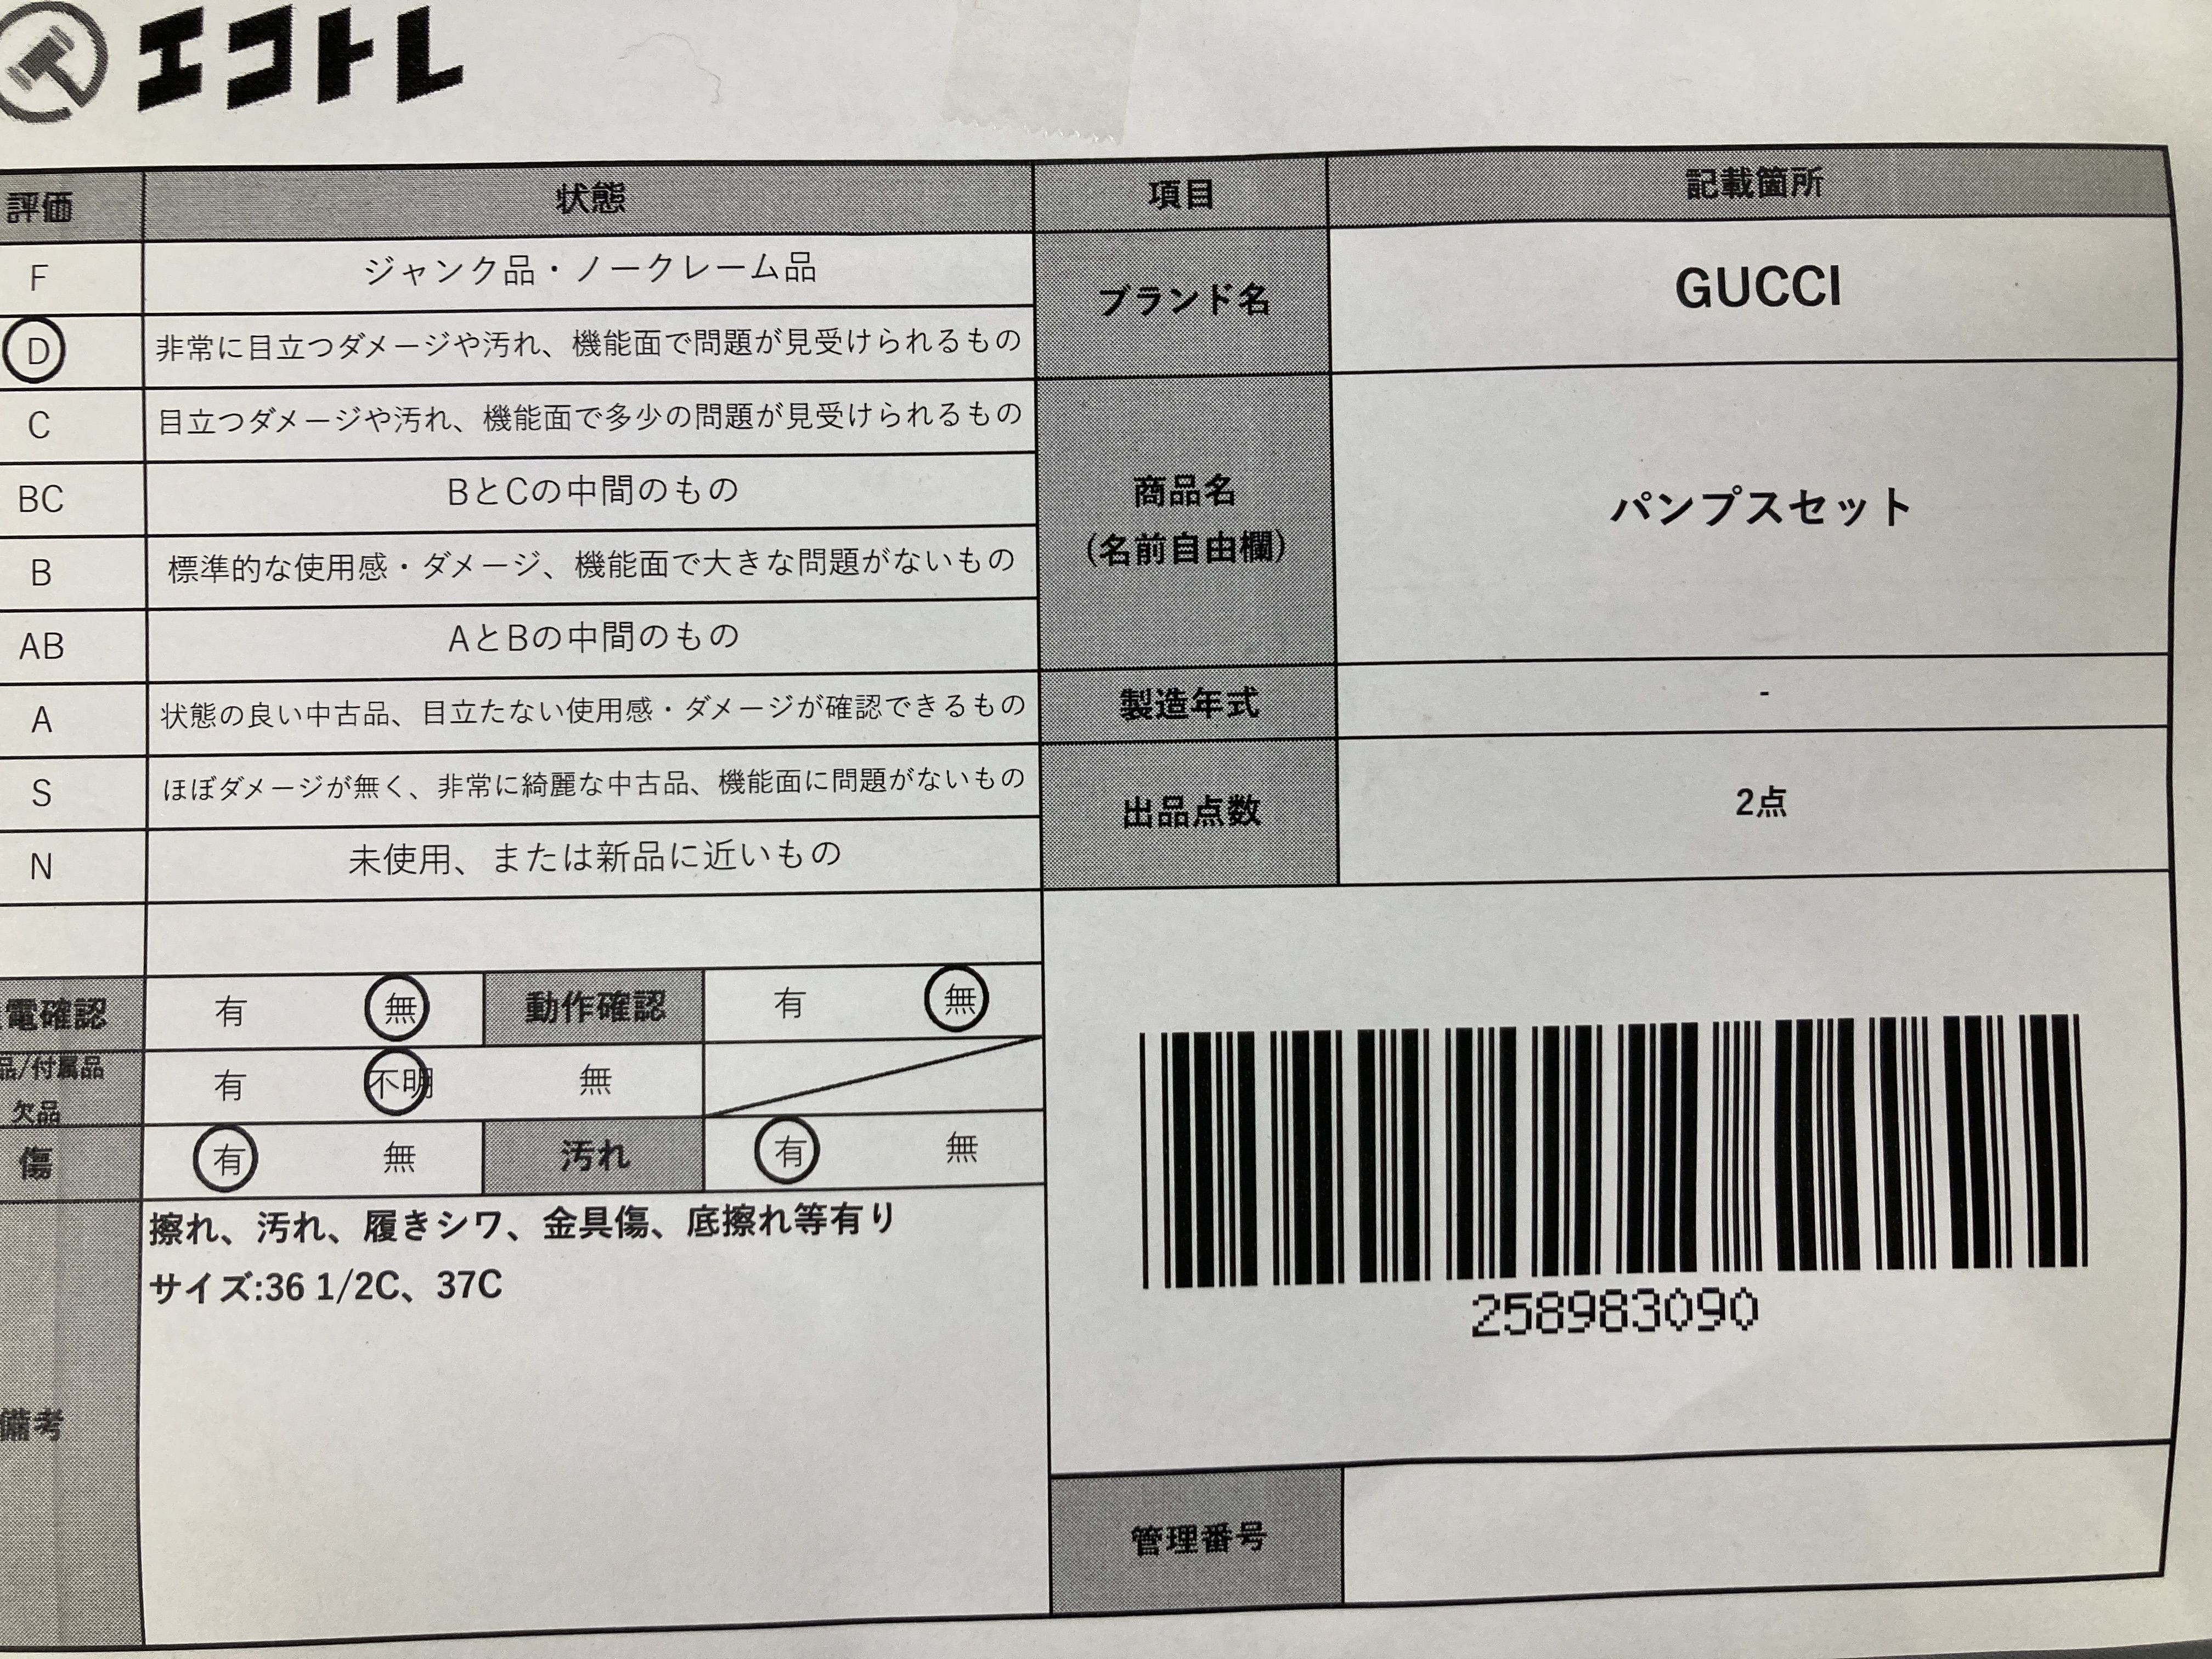 エコトレ
評価 状態 項目 記載箇所
F ジャンク品・ノークレーム品
D 非常に目立つダメージや汚れ、機能面で問題が見受けられるもの
ブランド名 GUCCI
C 目立つダメージや汚れ、機能面で多少の問題が見受けられるもの
BC BとCの中間のもの
B 標準的な使用感・ダメージ、機能面で大きな問題がないもの
AB AとBの中間のもの
商品名
(名前自由欄)
パンプスセット
A 状態の良い中古品、目立たない使用感・ダメージが確認できるもの
製造年式 -
S ほぼダメージが無く、非常に綺麗な中古品、機能面に問題がないもの
出品点数 2点
N 未使用、または新品に近いもの
電確認 有 無 動作確認 有 無
品/付属品
欠品
有 不明 無
傷 有 無 汚れ 有 無
備考
擦れ、汚れ、履きシワ、金具傷、底擦れ等有り
サイズ:36 1/2C、37C
258983090
管理番号